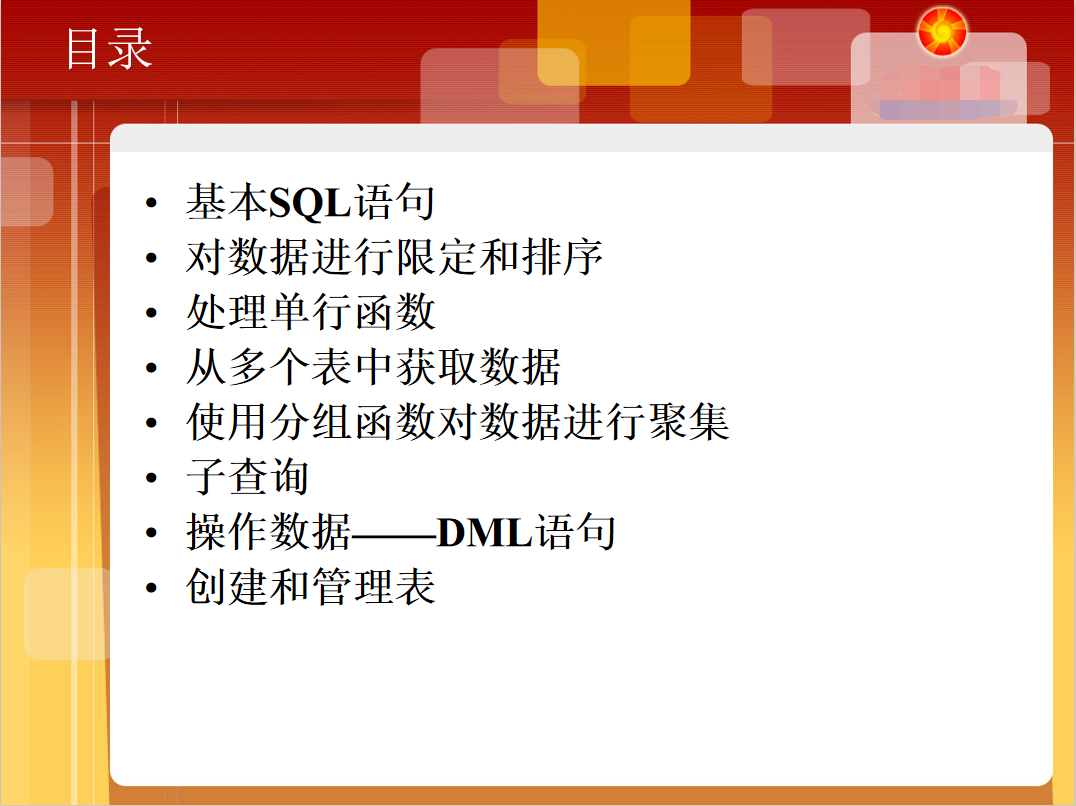 目录
• 基本SQL语句
• 对数据进行限定和排序
• 处理单行函数
• 从多个表中获取数据
• 使用分组函数对数据进行聚集
• 子查询
• 操作数据——DML语句
• 创建和管理表